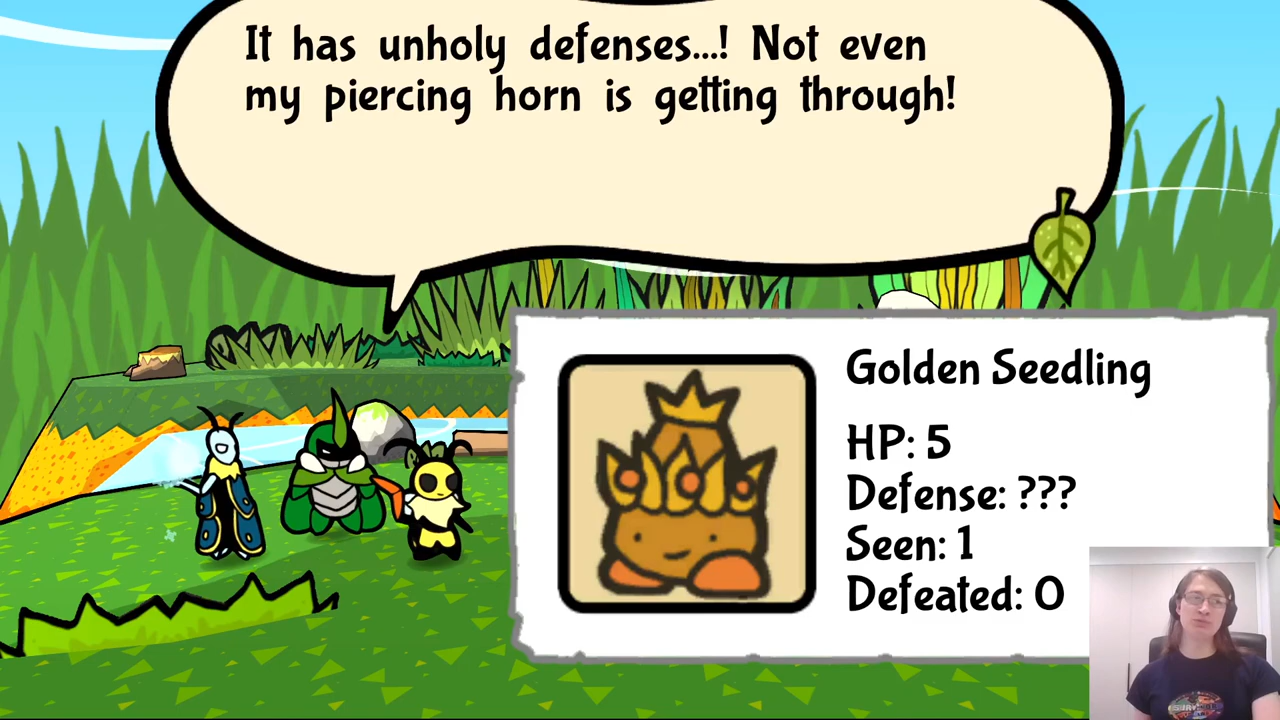 It has unholy defenses...! Not even
my piercing horn is getting through!
Golden Seedling
HP: 5
Defense: ???
Seen: 1
Defeated: 0